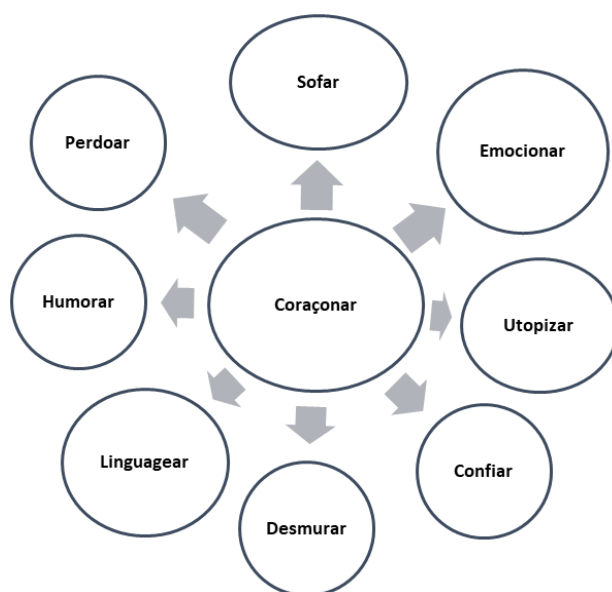 Sofar
Perdoar
Emocionar
Humorar
Coraçonar
Utopizar
Linguagear
Confiar
Desmurar